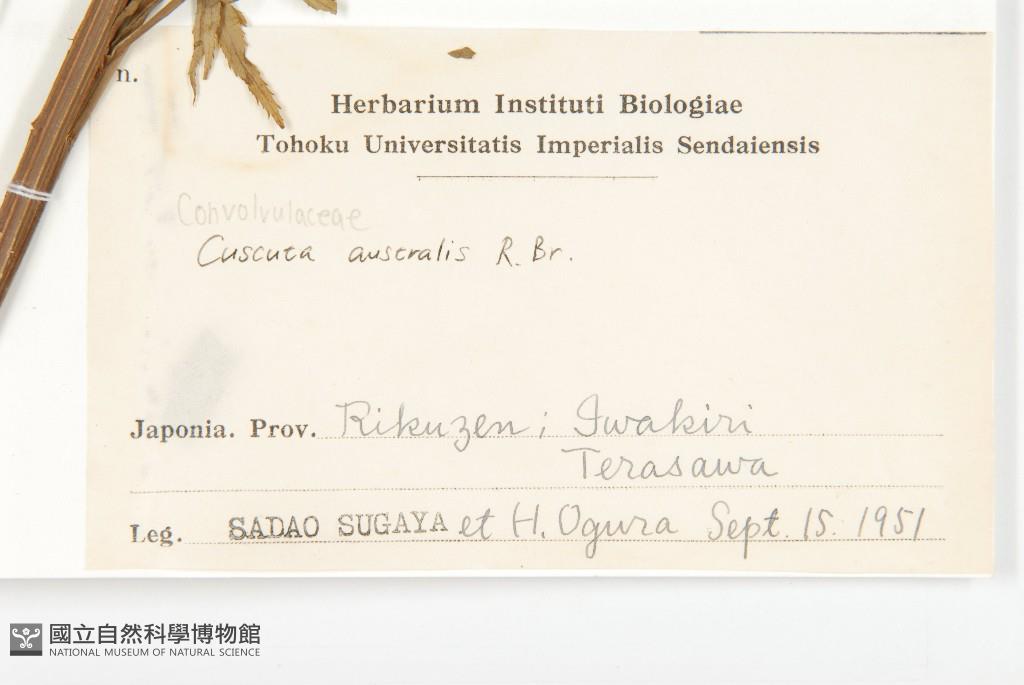 n.
Herbarium Instituti Biologiae
Tohoku Universitatis Imperialis Sendaiensis
Convolvulaceae
Cuscuta australis R. Br.
Japonia. Prov. Rikuzen; Iwakiri
Terasawa
Leg. SADAO SUGAYA et H. Ogura Sept. 15. 1951
國立自然科學博物館
NATIONAL MUSEUM OF NATURAL SCIENCE